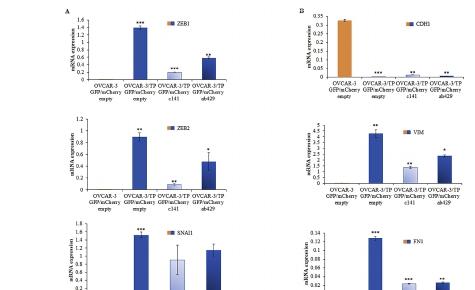 A
mRNA expression
1.6
1.4
1.2
1
0.8
0.6
0.4
0.2
0
***
***
**
ZEB1
OVCAR-3 OVCAR-3/TP OVCAR-3/TP OVCAR-3/TP
GFP/mCherry GFP/mCherry GFP/mCherry GFP/mCherry
empty empty c141 ab429
mRNA expression
1.2
1
0.8
0.6
0.4
0.2
0
**
**
*
ZEB2
OVCAR-3 OVCAR-3/TP OVCAR-3/TP OVCAR-3/TP
GFP/mCherry GFP/mCherry GFP/mCherry GFP/mCherry
empty empty c141 ab429
mRNA expression
1.8
1.6
1.4
1.2
1
0.8
0.6
0.4
0.2
***
SNAI1
B
mRNA expression
0.35
0.3
0.25
0.2
0.15
0.1
0.05
0
***
**
**
CDH1
OVCAR-3 OVCAR-3/TP OVCAR-3/TP OVCAR-3/TP
GFP/mCherry GFP/mCherry GFP/mCherry GFP/mCherry
empty empty c141 ab429
mRNA expression
5
4.5
4
3.5
3
2.5
2
1.5
1
0.5
0
**
**
*
VIM
OVCAR-3 OVCAR-3/TP OVCAR-3/TP OVCAR-3/TP
GFP/mCherry GFP/mCherry GFP/mCherry GFP/mCherry
empty empty c141 ab429
mRNA expression
0.14
0.12
0.1
0.08
0.06
0.04
0.02
***
***
**
FN1